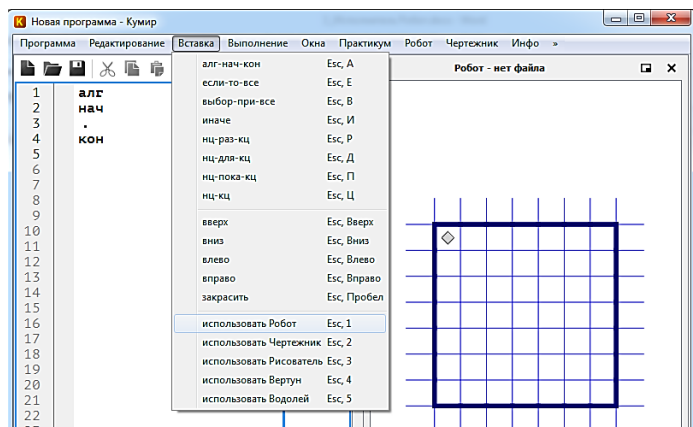 Новая программа - Кумир
Программа Редактирование Вставка Выполнение Окна Практикум Робот Чертежник Инфо »
Робот - нет файла
1 алг
2 нач
3 .
4 кон
5
6
7
8
9
10
11
12
13
14
15
16
17
18
19
20
21
22
алг-нач-кон Esc, А
если-то-все Esc, Е
выбор-при-все Esc, В
иначе Esc, И
нц-раз-кц Esc, Р
нц-для-кц Esc, Д
нц-пока-кц Esc, П
нц-кц Esc, Ц
вверх Esc, Вверх
вниз Esc, Вниз
влево Esc, Влево
вправо Esc, Вправо
закрасить Esc, Пробел
использовать Робот Esc, 1
использовать Чертежник Esc, 2
использовать Рисователь Esc, 3
использовать Вертун Esc, 4
использовать Водолей Esc, 5